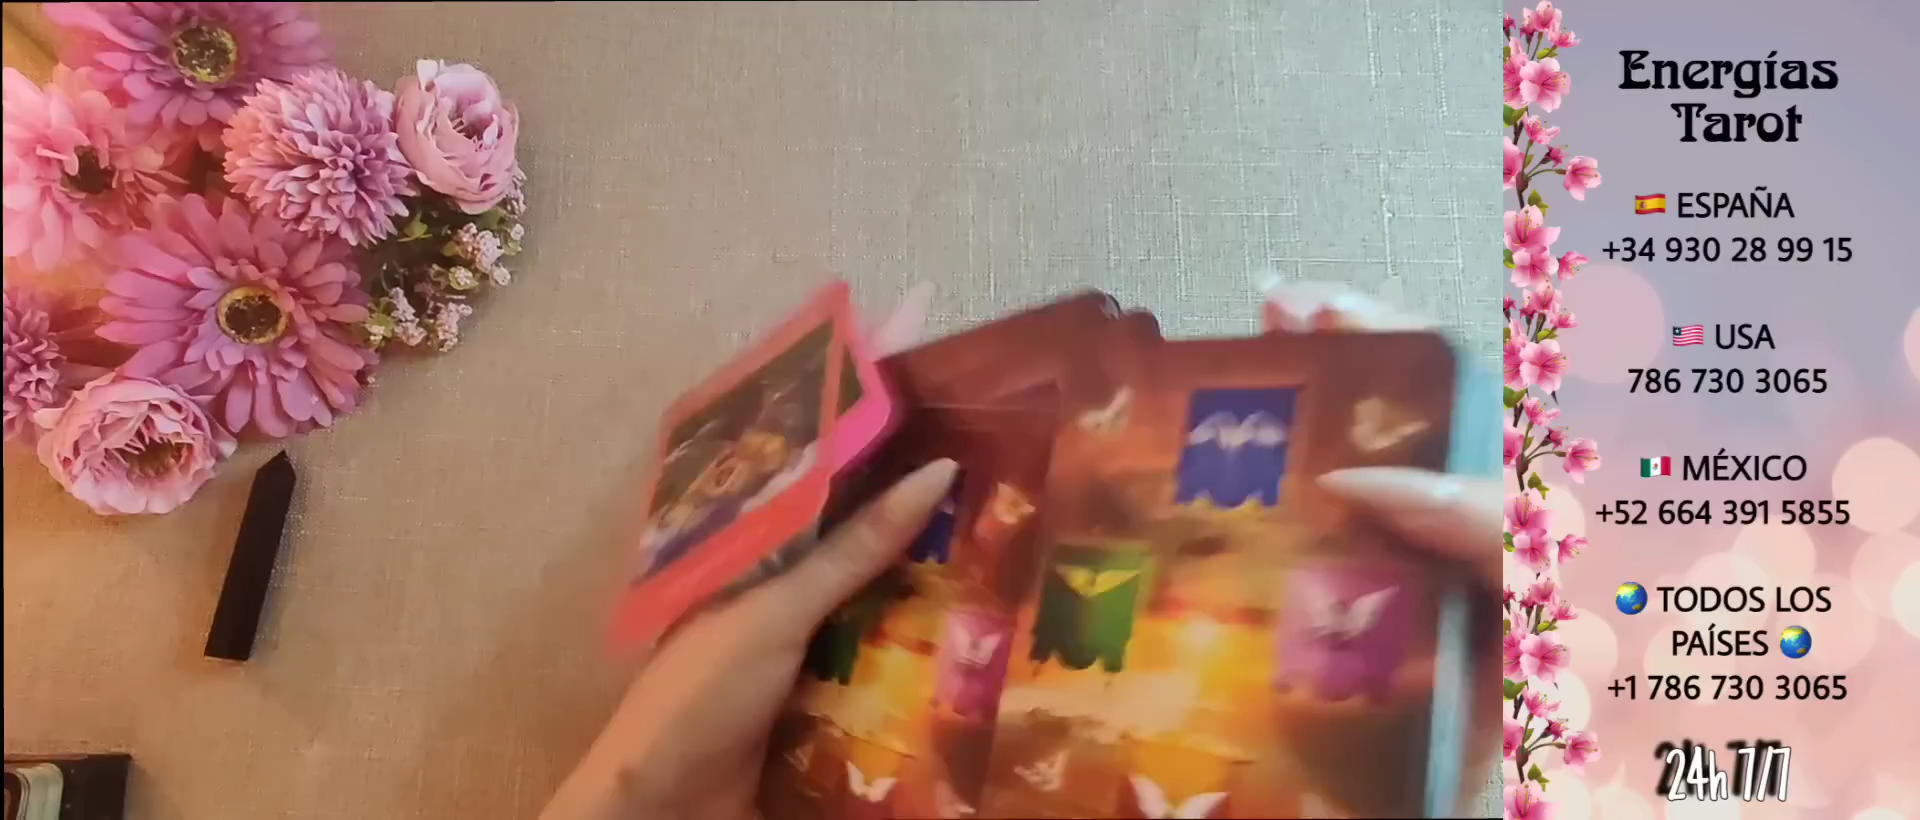 Energías
Tarot
🇪🇸 ESPAÑA
+34 930 28 99 15
🇱🇷 USA
786 730 3065
🇲🇽 MÉXICO
+52 664 391 5855
🌏 TODOS LOS
PAÍSES 🌏
+1 786 730 3065
24h 7/7